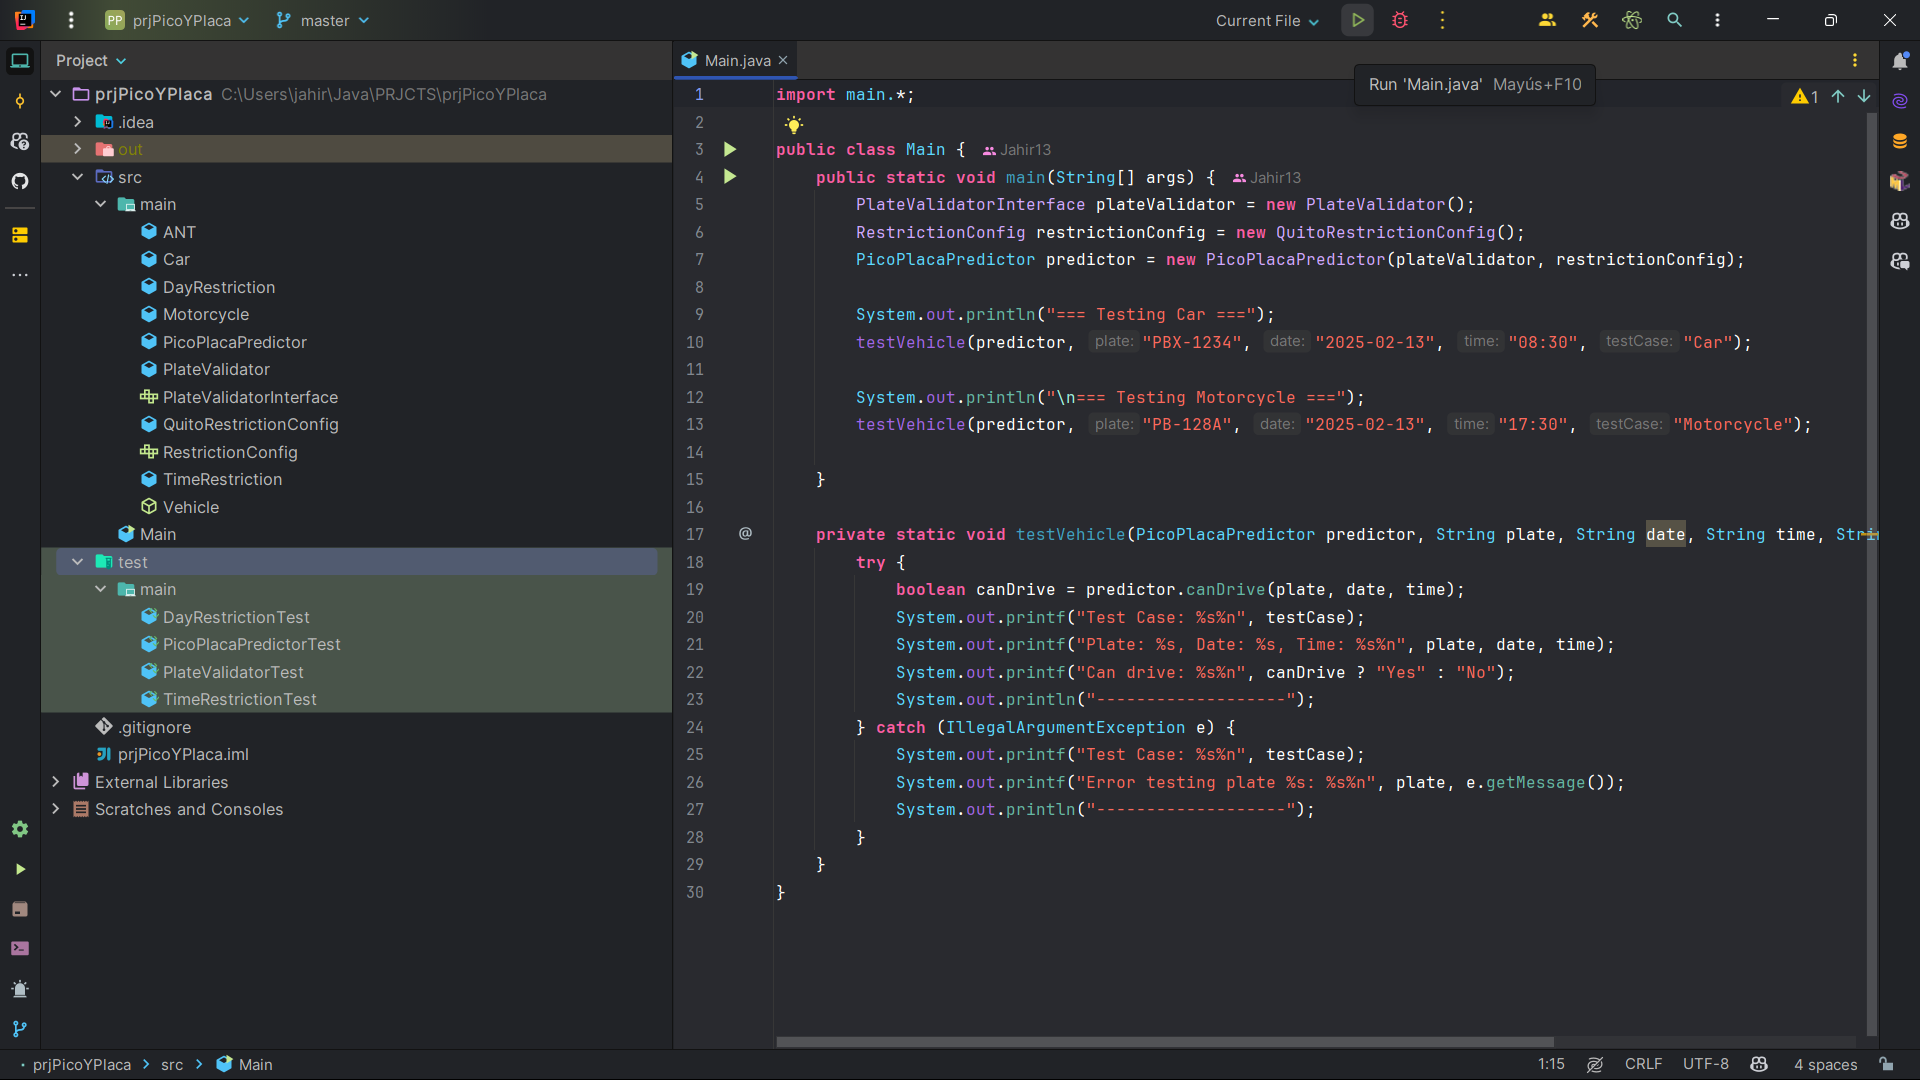 PP prjPicoYPlaca master Current File
Project
Main.java
Run 'Main.java' Mayús+F10
prjPicoYPlaca C:\Users\jahir\Java\PRJCTS\prjPicoYPlaca
.idea
out
src
main
ANT
Car
DayRestriction
Motorcycle
PicoPlacaPredictor
PlateValidator
PlateValidatorInterface
QuitoRestrictionConfig
RestrictionConfig
TimeRestriction
Vehicle
Main
test
main
DayRestrictionTest
PicoPlacaPredictorTest
PlateValidatorTest
TimeRestrictionTest
.gitignore
prjPicoYPlaca.iml
External Libraries
Scratches and Consoles
1 import main.*;
1
2
3 public class Main { Jahir13
4 public static void main(String[] args) { Jahir13
5 PlateValidatorInterface plateValidator = new PlateValidator();
6 RestrictionConfig restrictionConfig = new QuitoRestrictionConfig();
7 PicoPlacaPredictor predictor = new PicoPlacaPredictor(plateValidator, restrictionConfig);
8
9 System.out.println("=== Testing Car ===");
10 testVehicle(predictor, plate: "PBX-1234", date: "2025-02-13", time: "08:30", testCase: "Car");
11
12 System.out.println("\n=== Testing Motorcycle ===");
13 testVehicle(predictor, plate: "PB-128A", date: "2025-02-13", time: "17:30", testCase: "Motorcycle");
14
15 }
16
17 @ private static void testVehicle(PicoPlacaPredictor predictor, String plate, String date, String time, Stri
18 try {
19 boolean canDrive = predictor.canDrive(plate, date, time);
20 System.out.printf("Test Case: %s%n", testCase);
21 System.out.printf("Plate: %s, Date: %s, Time: %s%n", plate, date, time);
22 System.out.printf("Can drive: %s%n", canDrive ? "Yes" : "No");
23 System.out.println("-------------------");
24 } catch (IllegalArgumentException e) {
25 System.out.printf("Test Case: %s%n", testCase);
26 System.out.printf("Error testing plate %s: %s%n", plate, e.getMessage());
27 System.out.println("-------------------");
28 }
29 }
30 }
prjPicoYPlaca > src > Main
1:15 CRLF UTF-8 4 spaces